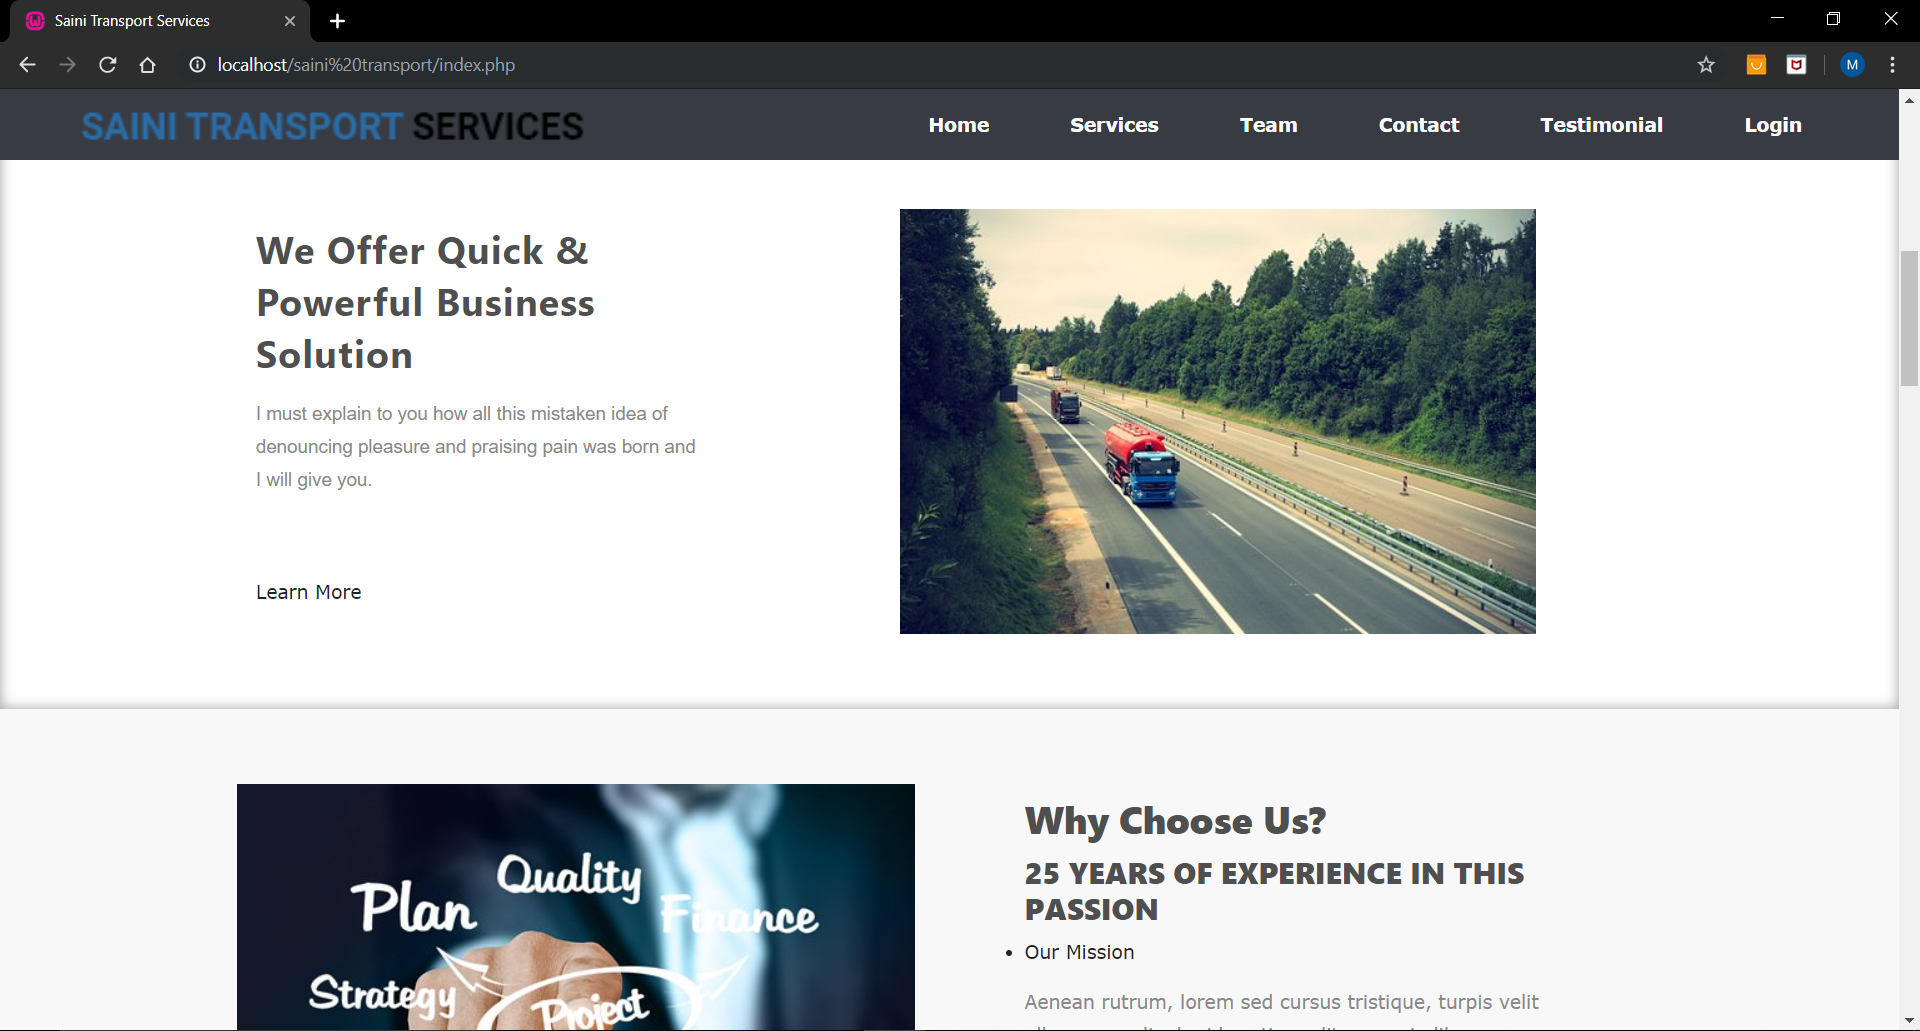 Saini Transport Services
localhost/saini%20transport/index.php
M
SAINI TRANSPORT SERVICES
Home
Services
Team
Contact
Testimonial
Login
We Offer Quick &
Powerful Business
Solution
I must explain to you how all this mistaken idea of
denouncing pleasure and praising pain was born and
I will give you.
Learn More
Quality
Plan
Finance
Strategy
Project
Why Choose Us?
25 YEARS OF EXPERIENCE IN THIS
PASSION
• Our Mission
Aenean rutrum, lorem sed cursus tristique, turpis velit